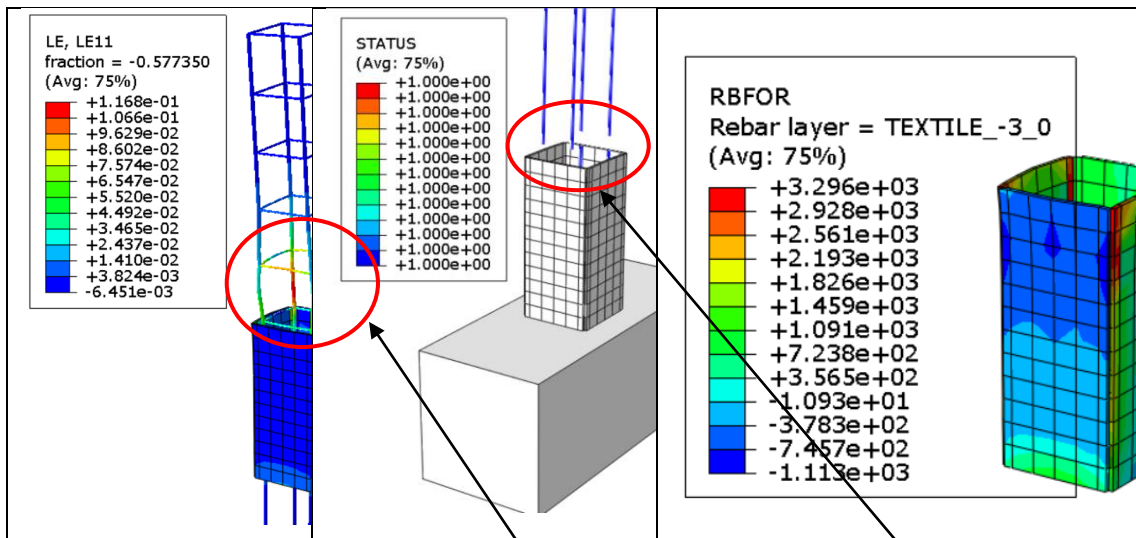 LE, LE11
fraction = -0.577350
(Avg: 75%)
+1.168e-01
+1.066e-01
+9.629e-02
+8.602e-02
+7.574e-02
+6.547e-02
+5.520e-02
+4.492e-02
+3.465e-02
+2.437e-02
+1.410e-02
+3.824e-03
-6.451e-03
STATUS
(Avg: 75%)
+1.000e+00
+1.000e+00
+1.000e+00
+1.000e+00
+1.000e+00
+1.000e+00
+1.000e+00
+1.000e+00
+1.000e+00
+1.000e+00
+1.000e+00
+1.000e+00
+1.000e+00
RBFOR
Rebar layer = TEXTILE_-3_0
(Avg: 75%)
+3.296e+03
+2.928e+03
+2.561e+03
+2.193e+03
+1.826e+03
+1.459e+03
+1.091e+03
+7.238e+02
+3.565e+02
-1.093e+01
-3.783e+02
-7.457e+02
-1.113e+03